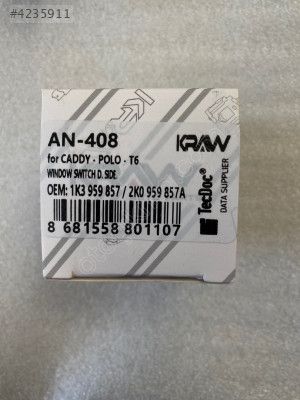 #4235911
AN-408
KRAW
for CADDY - POLO - T6
WINDOW SWITCH D. SIDE
OEM: 1K3 959 857 / 2K0 959 857A
8 681558 801107
TecDoc®
DATA SUPPLIER